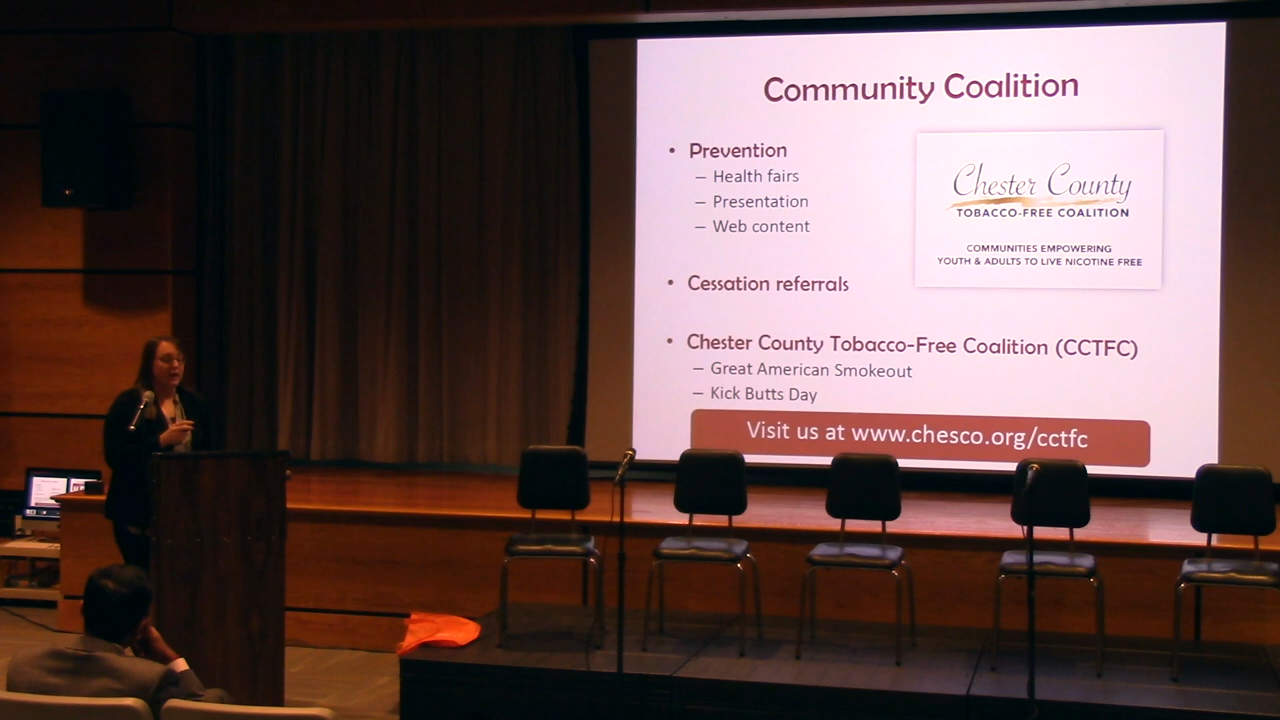 Community Coalition
• Prevention
– Health fairs
– Presentation
– Web content
• Cessation referrals
• Chester County Tobacco-Free Coalition (CCTFC)
– Great American Smokeout
– Kick Butts Day
Visit us at www.chesco.org/cctfc
Chester County
TOBACCO-FREE COALITION
COMMUNITIES EMPOWERING
YOUTH & ADULTS TO LIVE NICOTINE FREE